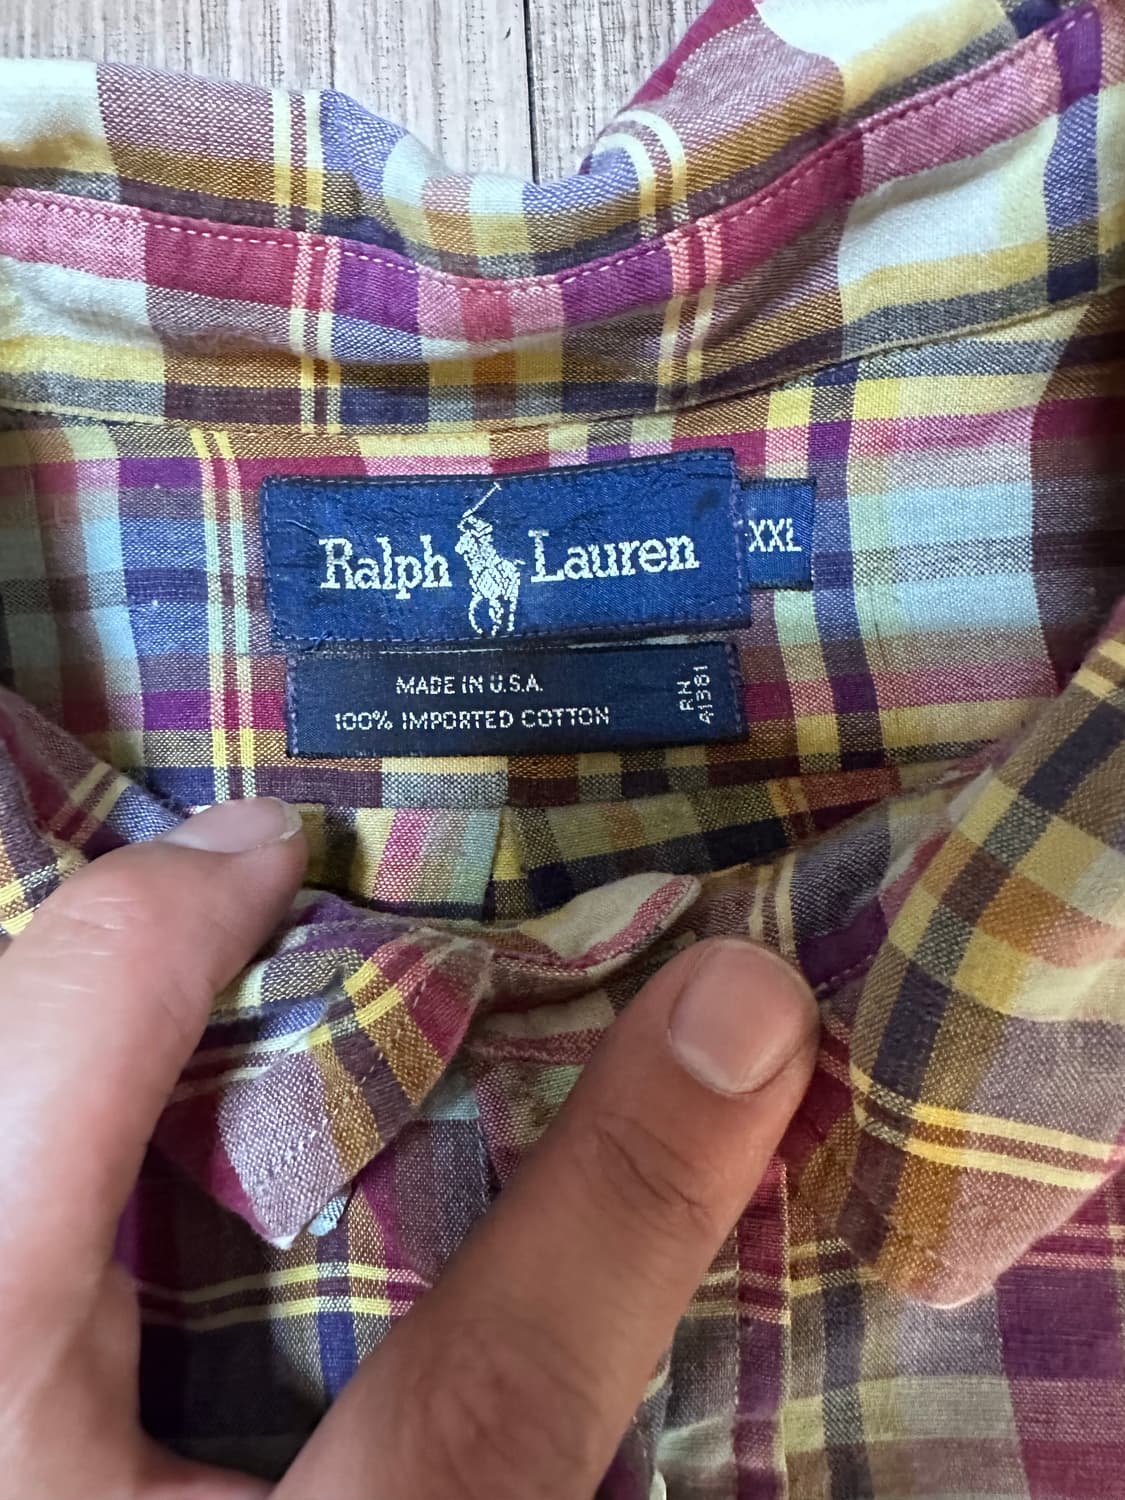 Ralph Lauren
XXL
MADE IN U.S.A.
100% IMPORTED COTTON
RN
41381